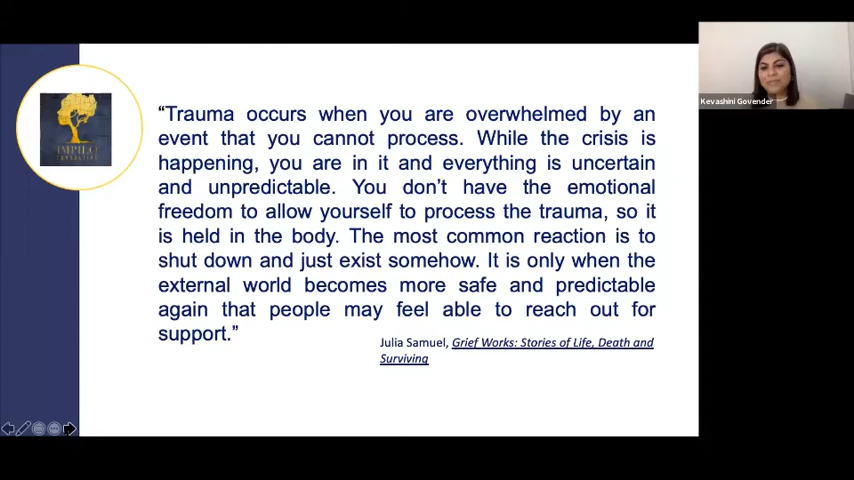 “Trauma occurs when you are overwhelmed by an
event that you cannot process. While the crisis is
happening, you are in it and everything is uncertain
and unpredictable. You don’t have the emotional
freedom to allow yourself to process the trauma, so it
is held in the body. The most common reaction is to
shut down and just exist somehow. It is only when the
external world becomes more safe and predictable
again that people may feel able to reach out for
support.”
Julia Samuel, Grief Works: Stories of Life, Death and
Surviving
IMPILO
CONSULTING
Kevashini Govender